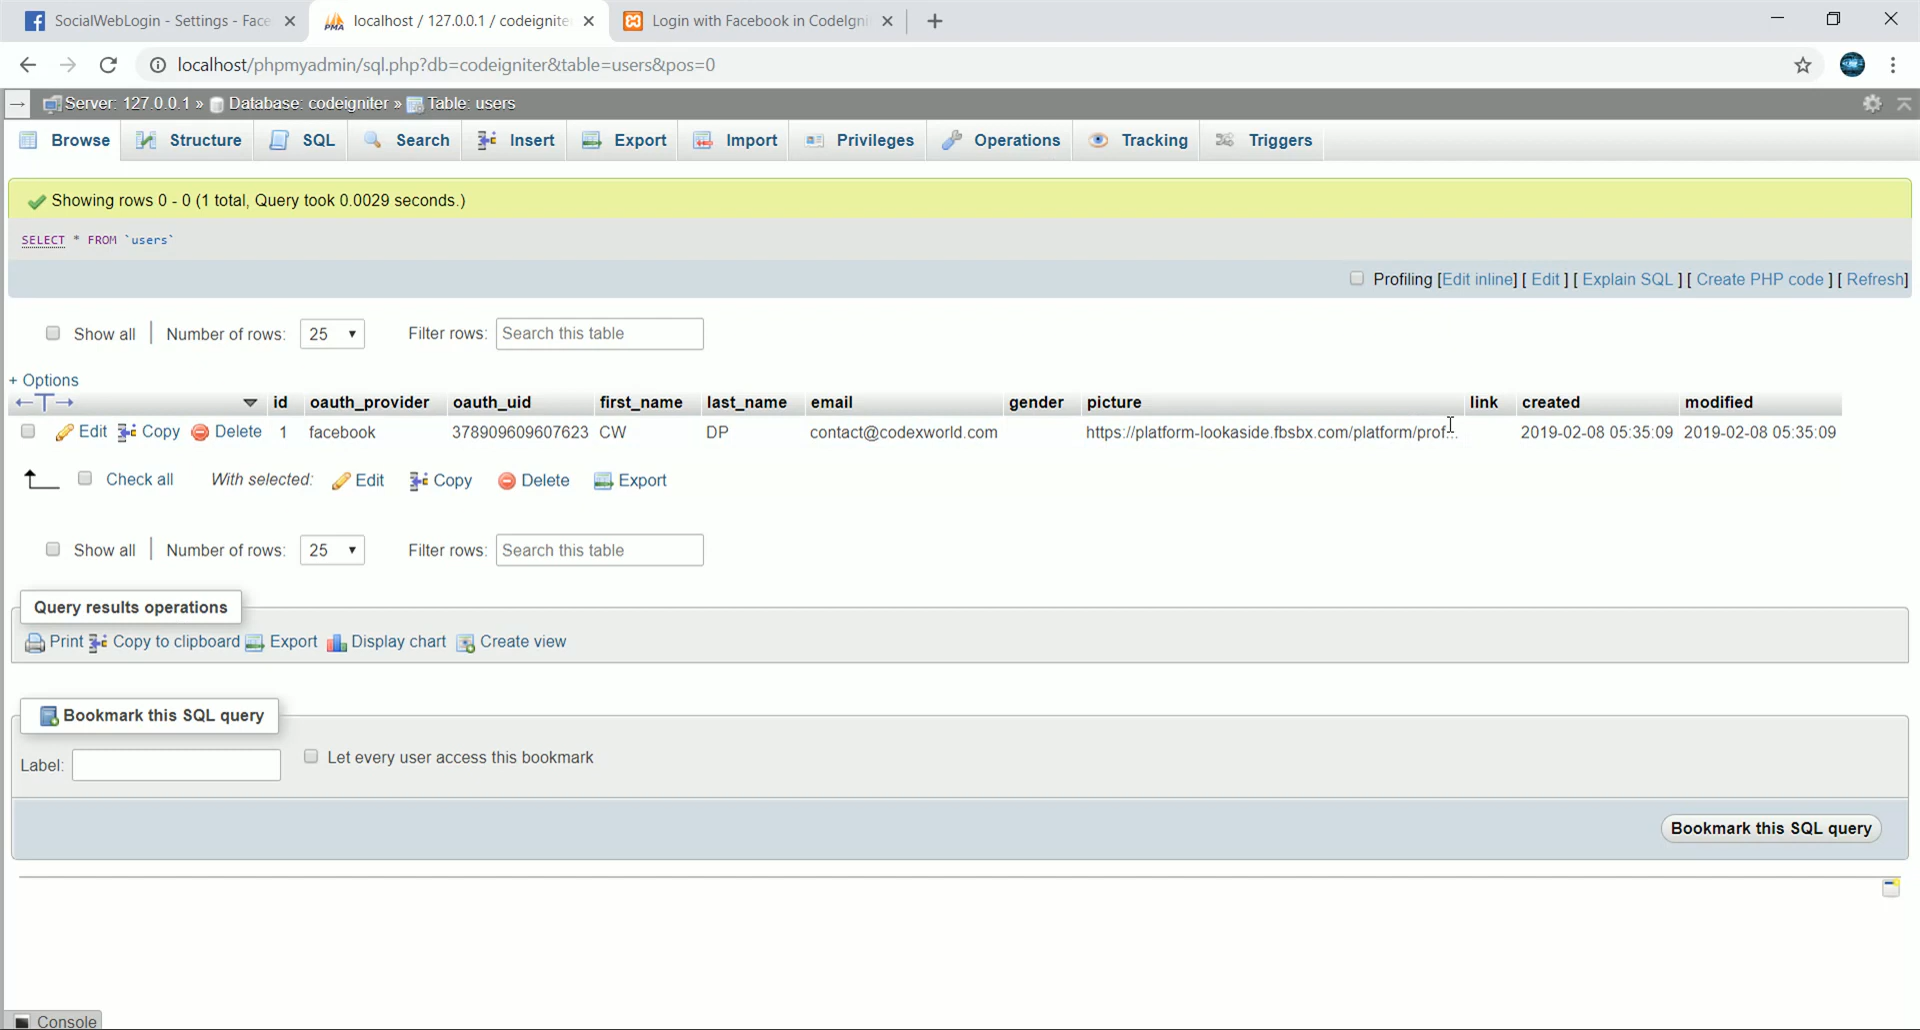 SocialWebLogin - Settings - Face
localhost / 127.0.0.1 / codeignite
Login with Facebook in CodeIgni
localhost/phpmyadmin/sql.php?db=codeigniter&table=users&pos=0
Server: 127.0.0.1 » Database: codeigniter » Table: users
Browse Structure SQL Search Insert Export Import Privileges Operations Tracking Triggers
Showing rows 0 - 0 (1 total, Query took 0.0029 seconds.)
SELECT * FROM `users`
Profiling [Edit inline] [ Edit ] [ Explain SQL ] [ Create PHP code ] [ Refresh]
Show all Number of rows: 25 Filter rows: Search this table
+ Options
←T→ id oauth_provider oauth_uid first_name last_name email gender picture link created modified
Edit Copy Delete 1 facebook 378909609607623 CW DP contact@codexworld.com https://platform-lookaside.fbsbx.com/platform/prof... 2019-02-08 05:35:09 2019-02-08 05:35:09
Check all With selected: Edit Copy Delete Export
Show all Number of rows: 25 Filter rows: Search this table
Query results operations
Print Copy to clipboard Export Display chart Create view
Bookmark this SQL query
Label: Let every user access this bookmark
Bookmark this SQL query
Console